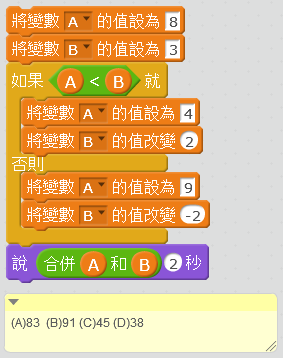 將變數 A 的值設為 8
將變數 B 的值設為 3
如果 A < B 就
將變數 A 的值設為 4
將變數 B 的值改變 2
否則
將變數 A 的值設為 9
將變數 B 的值改變 -2
說 合併 A 和 B 2 秒
(A)83 (B)91 (C)45 (D)38